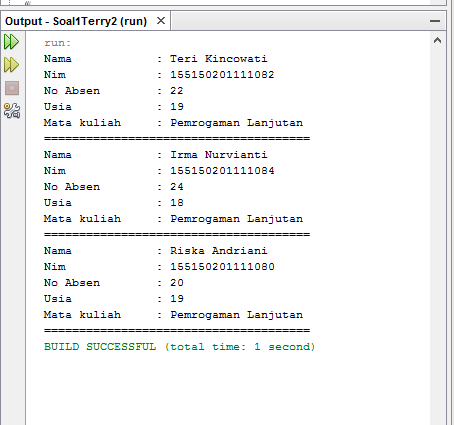 Output - Soal1Terry2 (run)
run:
Nama : Teri Kincowati
Nim : 155150201111082
No Absen : 22
Usia : 19
Mata kuliah : Pemrogaman Lanjutan
======================================
Nama : Irma Nurvianti
Nim : 155150201111084
No Absen : 24
Usia : 18
Mata kuliah : Pemrogaman Lanjutan
======================================
Nama : Riska Andriani
Nim : 155150201111080
No Absen : 20
Usia : 19
Mata kuliah : Pemrogaman Lanjutan
======================================
BUILD SUCCESSFUL (total time: 1 second)